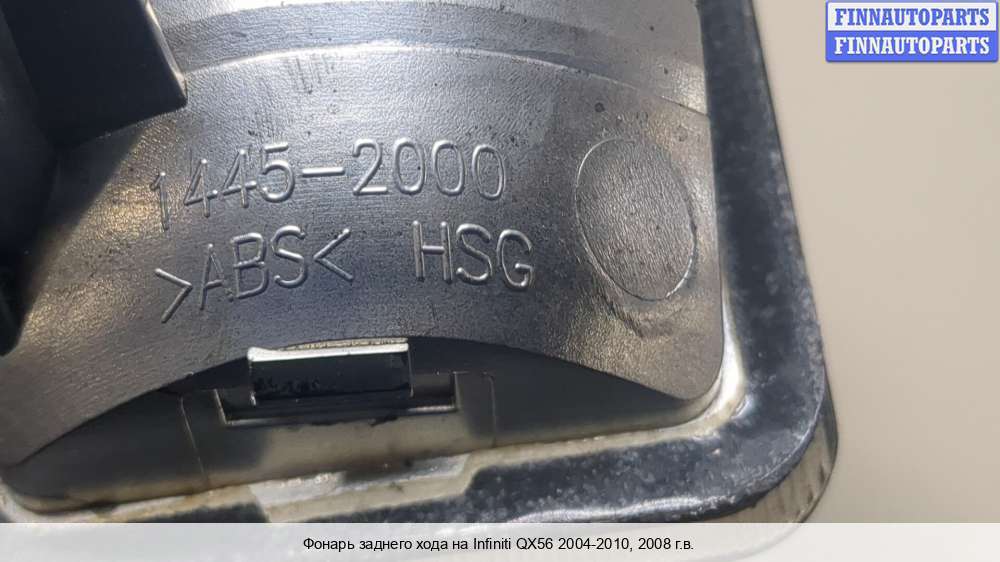 FINNAUTOPARTS
FINNAUTOPARTS
1445-2000
>ABS< HSG
Фонарь заднего хода на Infiniti QX56 2004-2010, 2008 г.в.